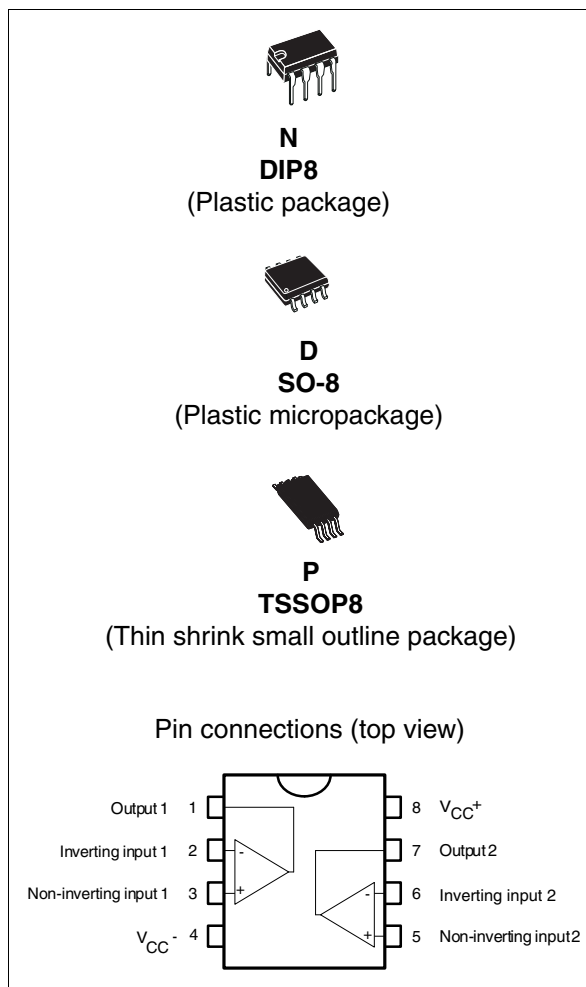 N
DIP8
(Plastic package)
D
SO-8
(Plastic micropackage)
P
TSSOP8
(Thin shrink small outline package)
Pin connections (top view)
Output 1 1 8 VCC+
Inverting input 1 2 - 7 Output 2
Non-inverting input 1 3 + - 6 Inverting input 2
VCC- 4 + 5 Non-inverting input 2